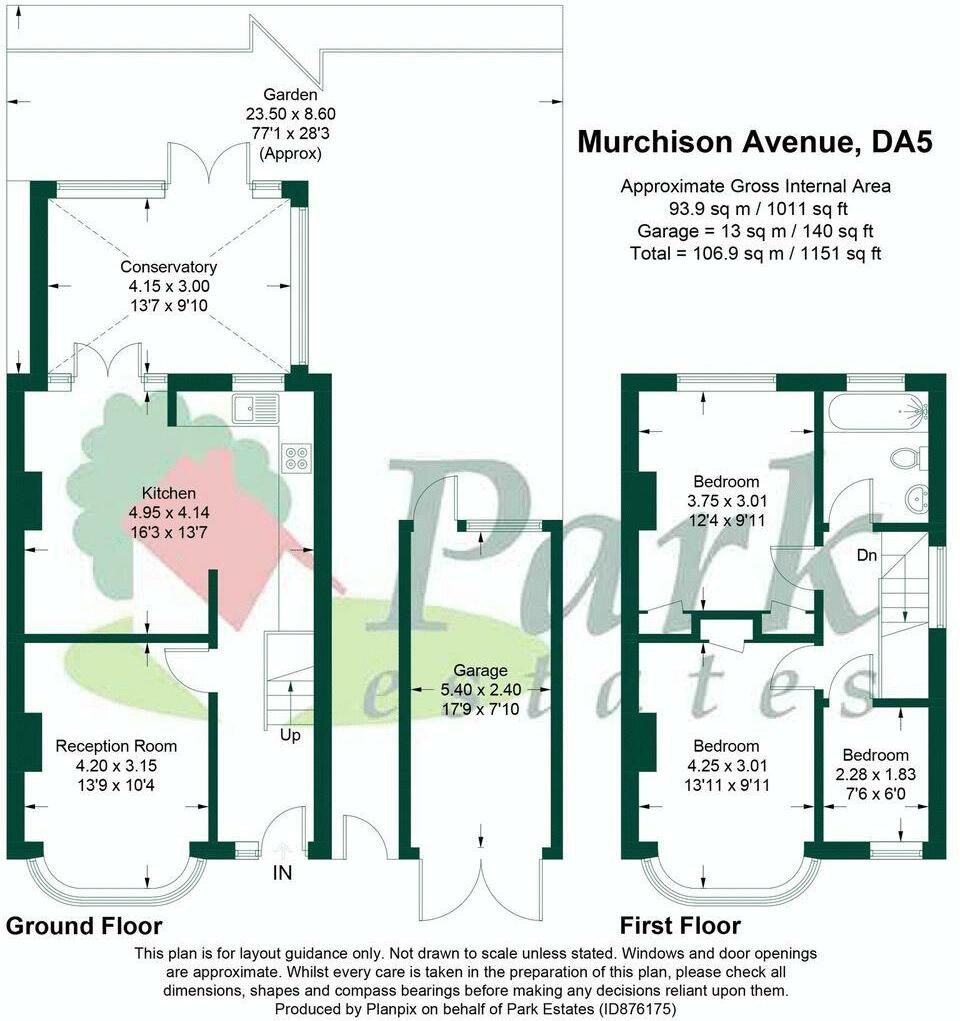 Garden
23.50 x 8.60
77'1 x 28'3
(Approx)
Murchison Avenue, DA5
Approximate Gross Internal Area
93.9 sq m / 1011 sq ft
Garage = 13 sq m / 140 sq ft
Total = 106.9 sq m / 1151 sq ft
Conservatory
4.15 x 3.00
13'7 x 9'10
Kitchen
4.95 x 4.14
16'3 x 13'7
Park
estates
Bedroom
3.75 x 3.01
12'4 x 9'11
Dn
Garage
5.40 x 2.40
17'9 x 7'10
Up
Reception Room
4.20 x 3.15
13'9 x 10'4
Bedroom
4.25 x 3.01
13'11 x 9'11
Bedroom
2.28 x 1.83
7'6 x 6'0
IN
Ground Floor
First Floor
This plan is for layout guidance only. Not drawn to scale unless stated. Windows and door openings
are approximate. Whilst every care is taken in the preparation of this plan, please check all
dimensions, shapes and compass bearings before making any decisions reliant upon them.
Produced by Planpix on behalf of Park Estates (ID876175)